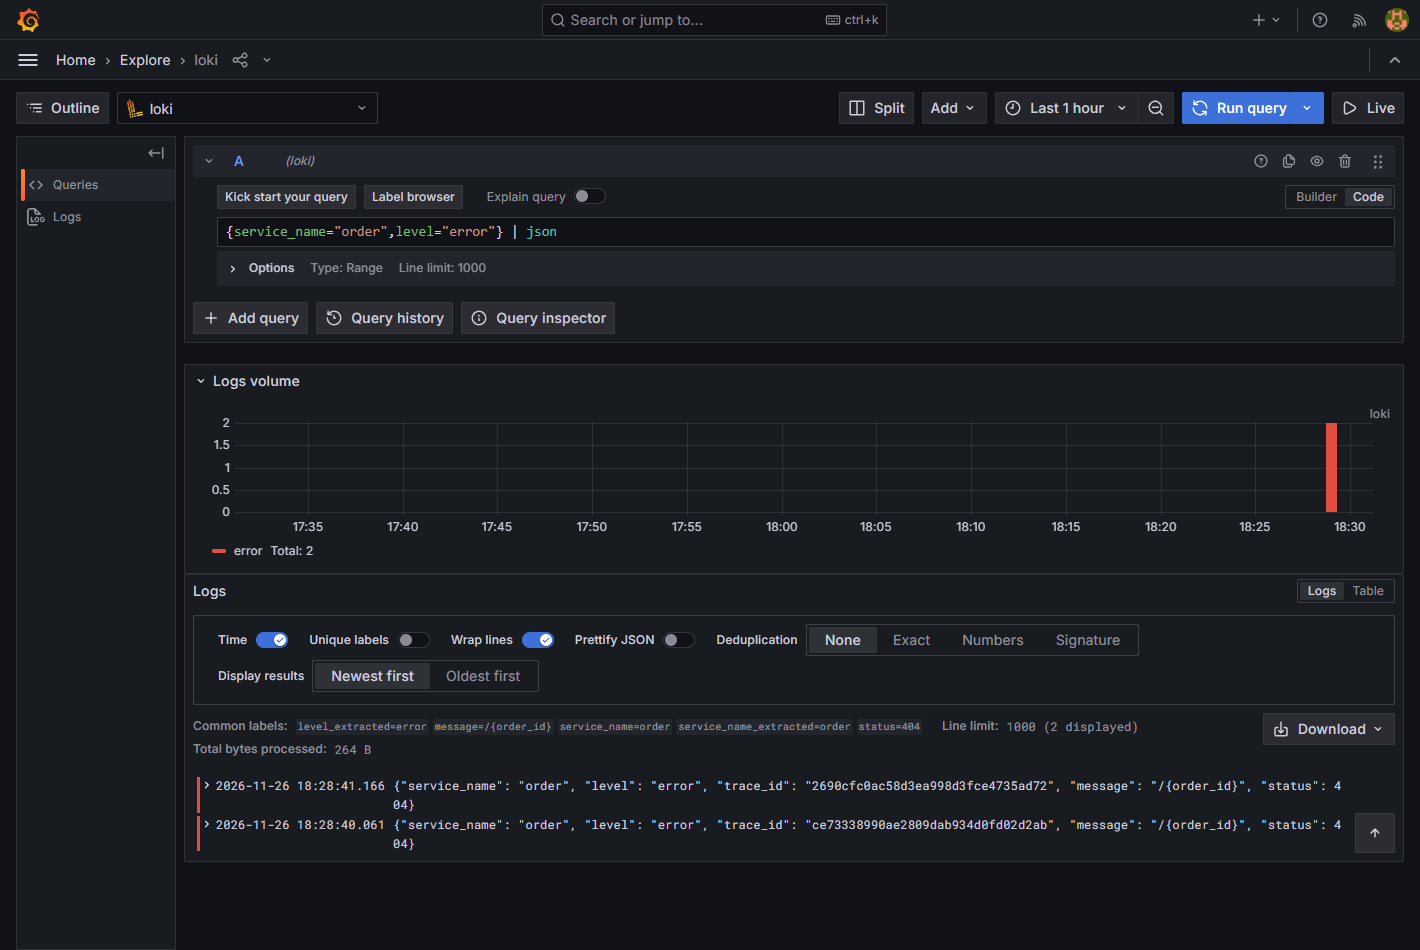 Search or jump to... ctrl+k
Home › Explore › loki
Outline loki Split Add Last 1 hour Run query Live
Queries
Logs
A (loki)
Kick start your query Label browser Explain query Builder Code
{service_name="order",level="error"} | json
Options Type: Range Line limit: 1000
+ Add query Query history Query inspector
Logs volume
loki
2
1.5
1
0.5
0
17:35 17:40 17:45 17:50 17:55 18:00 18:05 18:10 18:15 18:20 18:25 18:30
error Total: 2
Logs Logs Table
Time Unique labels Wrap lines Prettify JSON Deduplication None Exact Numbers Signature
Display results Newest first Oldest first
Common labels: level_extracted=error message=/{order_id} service_name=order service_name_extracted=order status=404 Line limit: 1000 (2 displayed) Download
Total bytes processed: 264 B
2026-11-26 18:28:41.166 {"service_name": "order", "level": "error", "trace_id": "2690cfc0ac58d3ea998d3fce4735ad72", "message": "/{order_id}", "status": 4
04}
2026-11-26 18:28:40.061 {"service_name": "order", "level": "error", "trace_id": "ce73338990ae2809dab934d0fd02d2ab", "message": "/{order_id}", "status": 4
04}